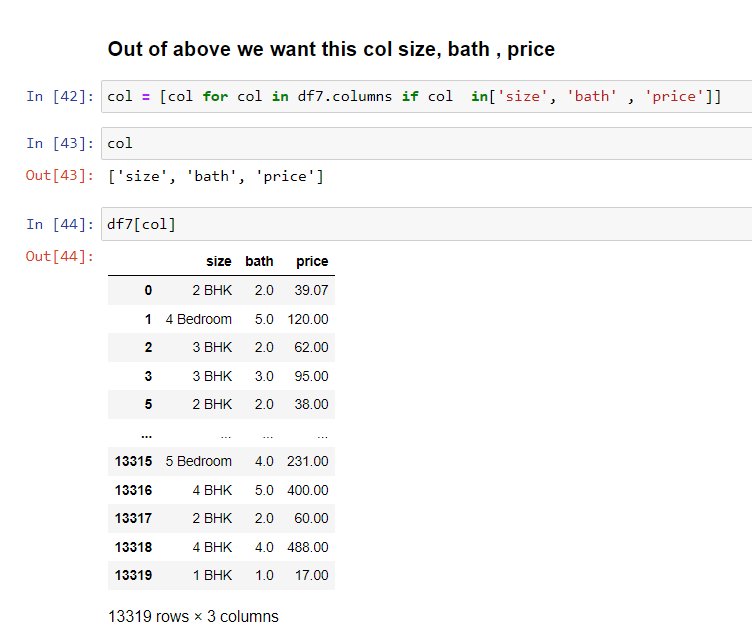 Out of above we want this col size, bath , price
In [42]: col = [col for col in df7.columns if col  in['size', 'bath' , 'price']]
In [43]: col
Out[43]: ['size', 'bath', 'price']
In [44]: df7[col]
Out[44]:
size bath price
0 2 BHK 2.0 39.07
1 4 Bedroom 5.0 120.00
2 3 BHK 2.0 62.00
3 3 BHK 3.0 95.00
5 2 BHK 2.0 38.00
... ... ... ...
13315 5 Bedroom 4.0 231.00
13316 4 BHK 5.0 400.00
13317 2 BHK 2.0 60.00
13318 4 BHK 4.0 488.00
13319 1 BHK 1.0 17.00
13319 rows × 3 columns